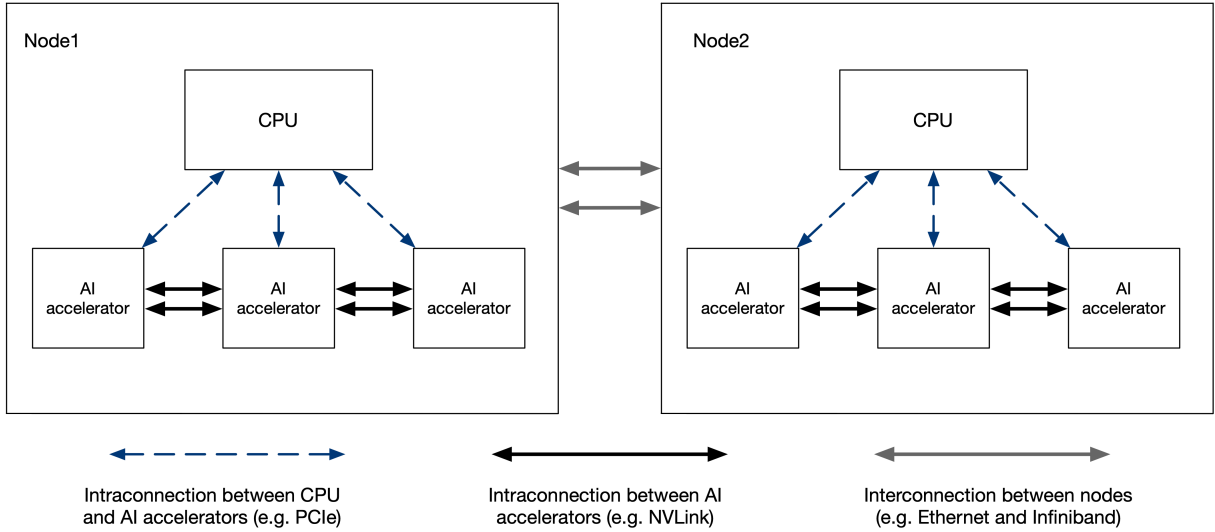 Node1
CPU
AI
accelerator
AI
accelerator
AI
accelerator
Node2
CPU
AI
accelerator
AI
accelerator
AI
accelerator
Intraconnection between CPU
and AI accelerators (e.g. PCIe)
Intraconnection between AI
accelerators (e.g. NVLink)
Interconnection between nodes
(e.g. Ethernet and Infiniband)